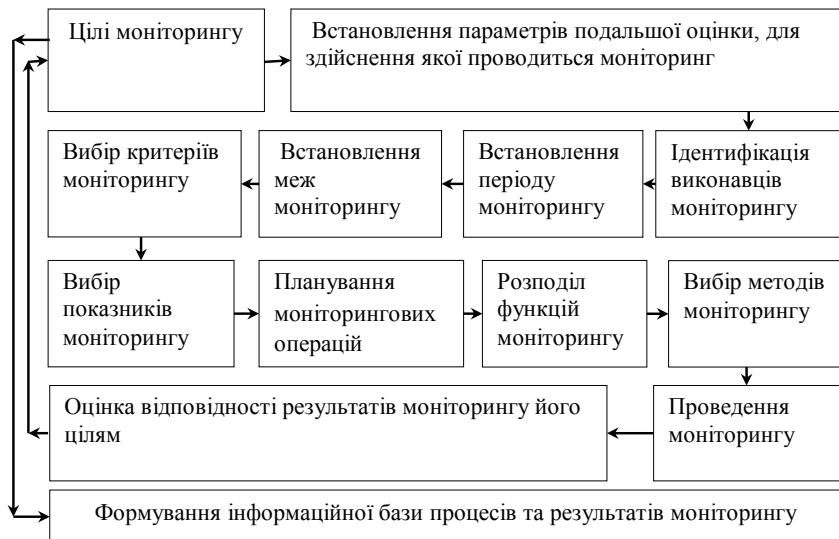 Цілі моніторингу
Встановлення параметрів подальшої оцінки, для
здійснення якої проводиться моніторинг
Ідентифікація
виконавців
моніторингу
Встановлення
періоду
моніторингу
Встановлення
меж
моніторингу
Вибір критеріїв
моніторингу
Вибір
показників
моніторингу
Планування
моніторингових
операцій
Розподіл
функцій
моніторингу
Вибір методів
моніторингу
Проведення
моніторингу
Оцінка відповідності результатів моніторингу його
цілям
Формування інформаційної бази процесів та результатів моніторингу